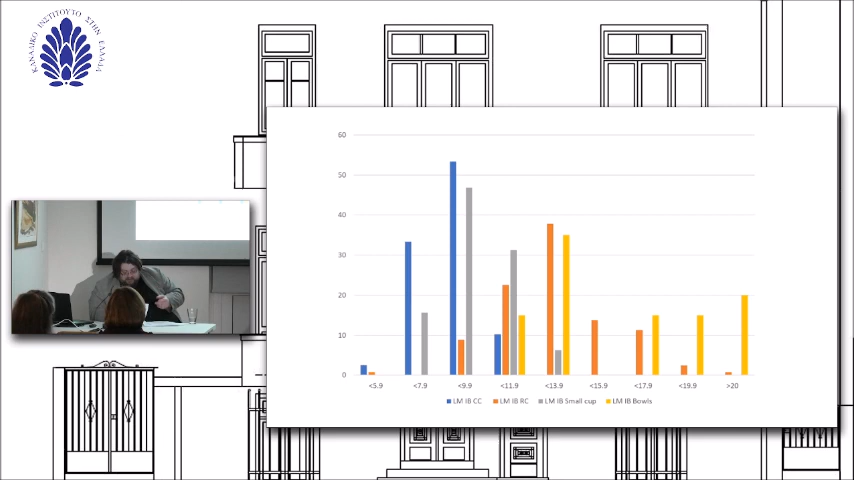 ΚΑΝΑΔΙΚΟ ΙΝΣΤΙΤΟΥΤΟ ΣΤΗΝ ΕΛΛΑΔΑ
60
50
40
30
20
10
0
<5.9 <7.9 <9.9 <11.9 <13.9 <15.9 <17.9 <19.9 >20
LM IB CC LM IB RC LM IB Small cup LM IB Bowls